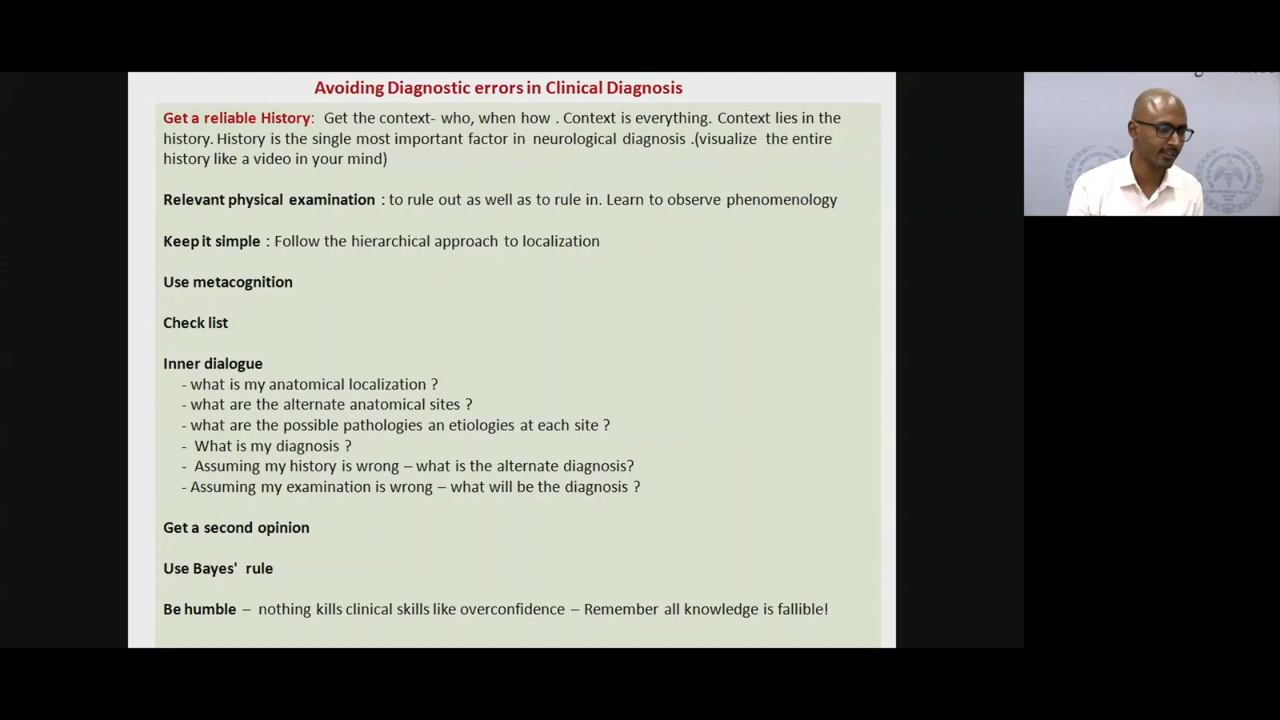 Avoiding Diagnostic errors in Clinical Diagnosis
Get a reliable History: Get the context- who, when how . Context is everything. Context lies in the
history. History is the single most important factor in neurological diagnosis .(visualize the entire
history like a video in your mind)
Relevant physical examination : to rule out as well as to rule in. Learn to observe phenomenology
Keep it simple : Follow the hierarchical approach to localization
Use metacognition
Check list
Inner dialogue
- what is my anatomical localization ?
- what are the alternate anatomical sites ?
- what are the possible pathologies an etiologies at each site ?
- What is my diagnosis ?
- Assuming my history is wrong – what is the alternate diagnosis?
- Assuming my examination is wrong – what will be the diagnosis ?
Get a second opinion
Use Bayes' rule
Be humble – nothing kills clinical skills like overconfidence – Remember all knowledge is fallible!